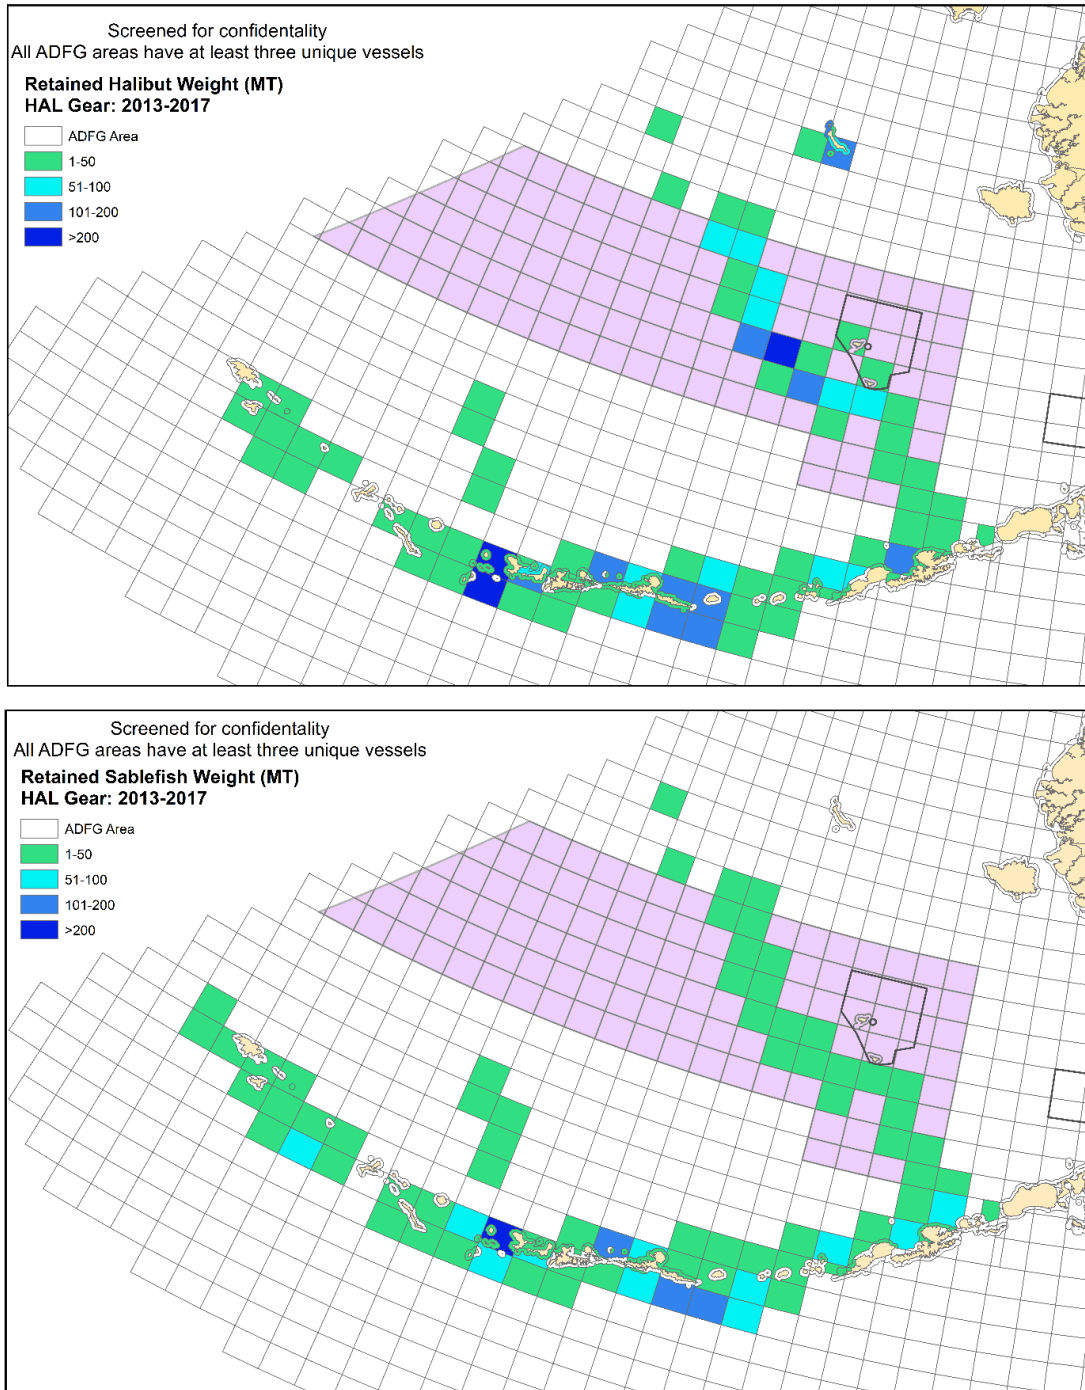 Screened for confidentality
All ADFG areas have at least three unique vessels
Retained Halibut Weight (MT)
HAL Gear: 2013-2017
ADFG Area
1-50
51-100
101-200
>200
Screened for confidentality
All ADFG areas have at least three unique vessels
Retained Sablefish Weight (MT)
HAL Gear: 2013-2017
ADFG Area
1-50
51-100
101-200
>200